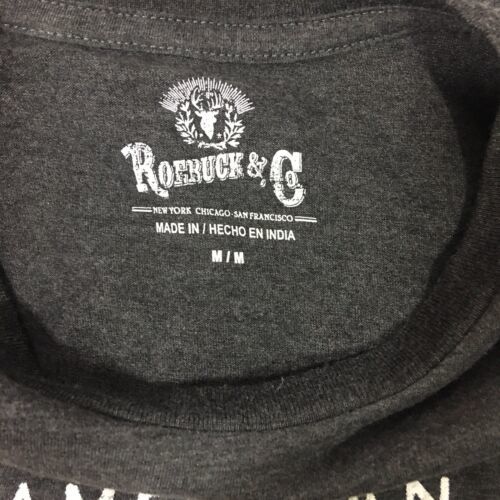 ROEBUCK & CO
NEW YORK CHICAGO-SAN FRANCISCO
MADE IN / HECHO EN INDIA
M / M